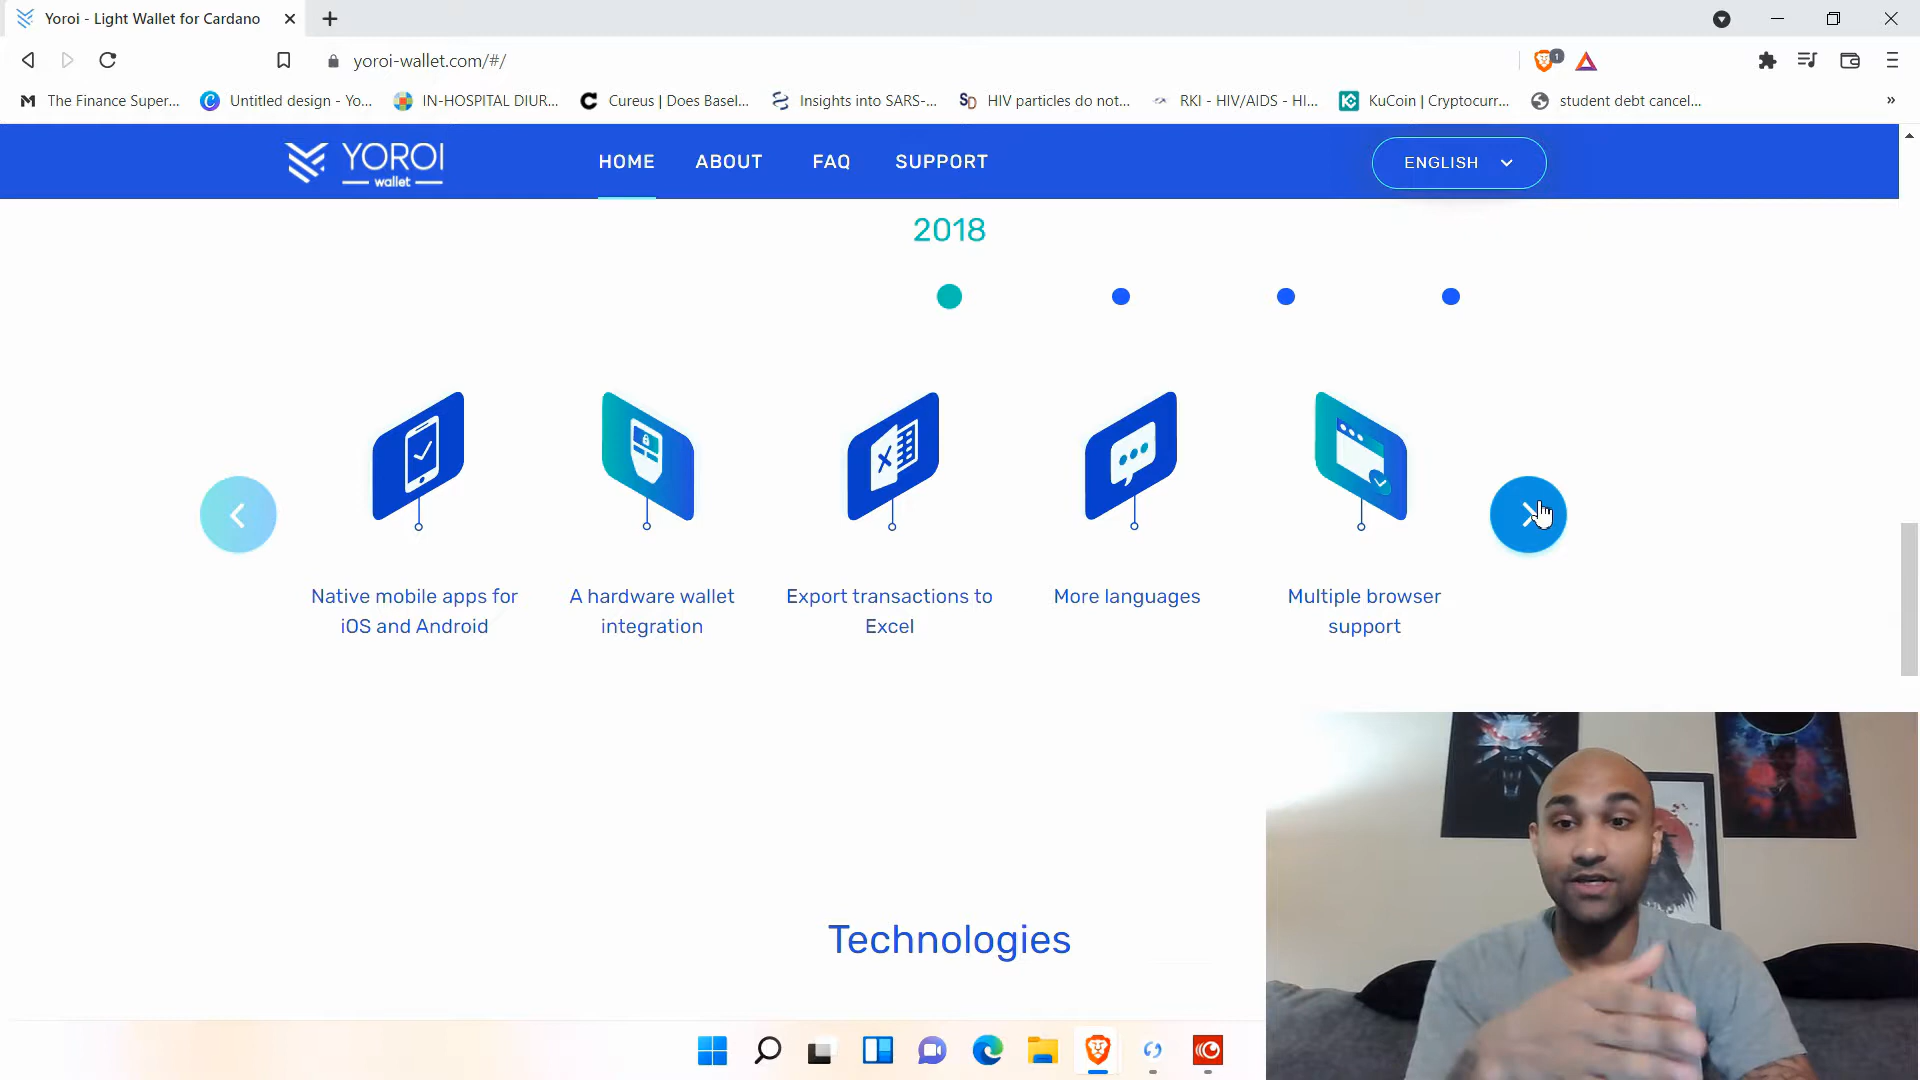 Yoroi - Light Wallet for Cardano
yoroi-wallet.com/#/
1
The Finance Super...
Untitled design - Yo...
IN-HOSPITAL DIUR...
Cureus | Does Basel...
Insights into SARS-...
HIV particles do not...
RKI - HIV/AIDS - HI...
KuCoin | Cryptocurr...
student debt cancel...
YOROI
wallet
HOME
ABOUT
FAQ
SUPPORT
ENGLISH
2018
Native mobile apps for
iOS and Android
A hardware wallet
integration
Export transactions to
Excel
More languages
Multiple browser
support
Technologies